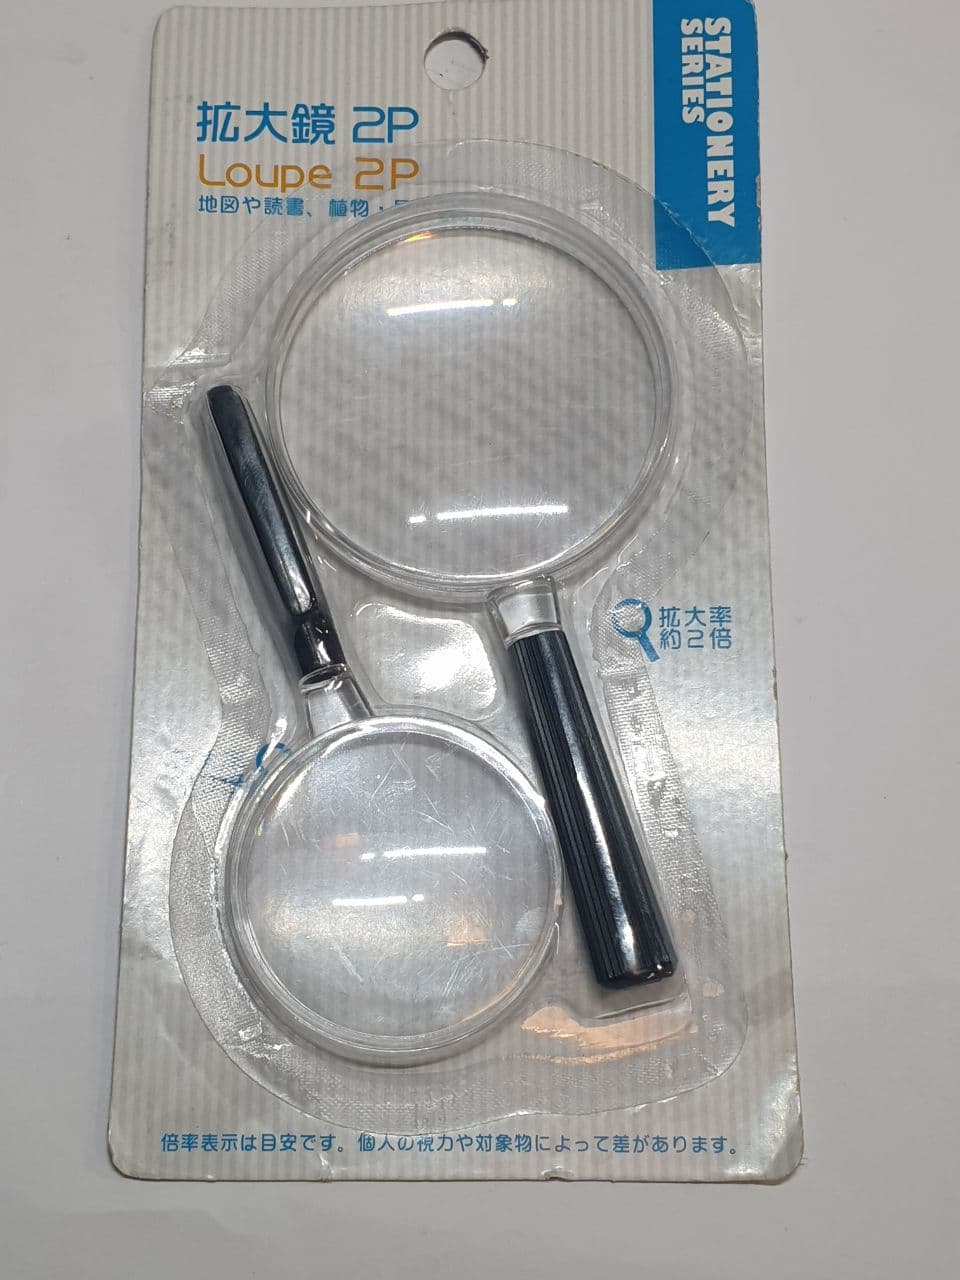 STATIONERY
SERIES
拡大鏡 2P
Loupe 2P
地図や読書、植物・
拡大率
約2倍
倍率表示は目安です。個人の視力や対象物によって差があります。